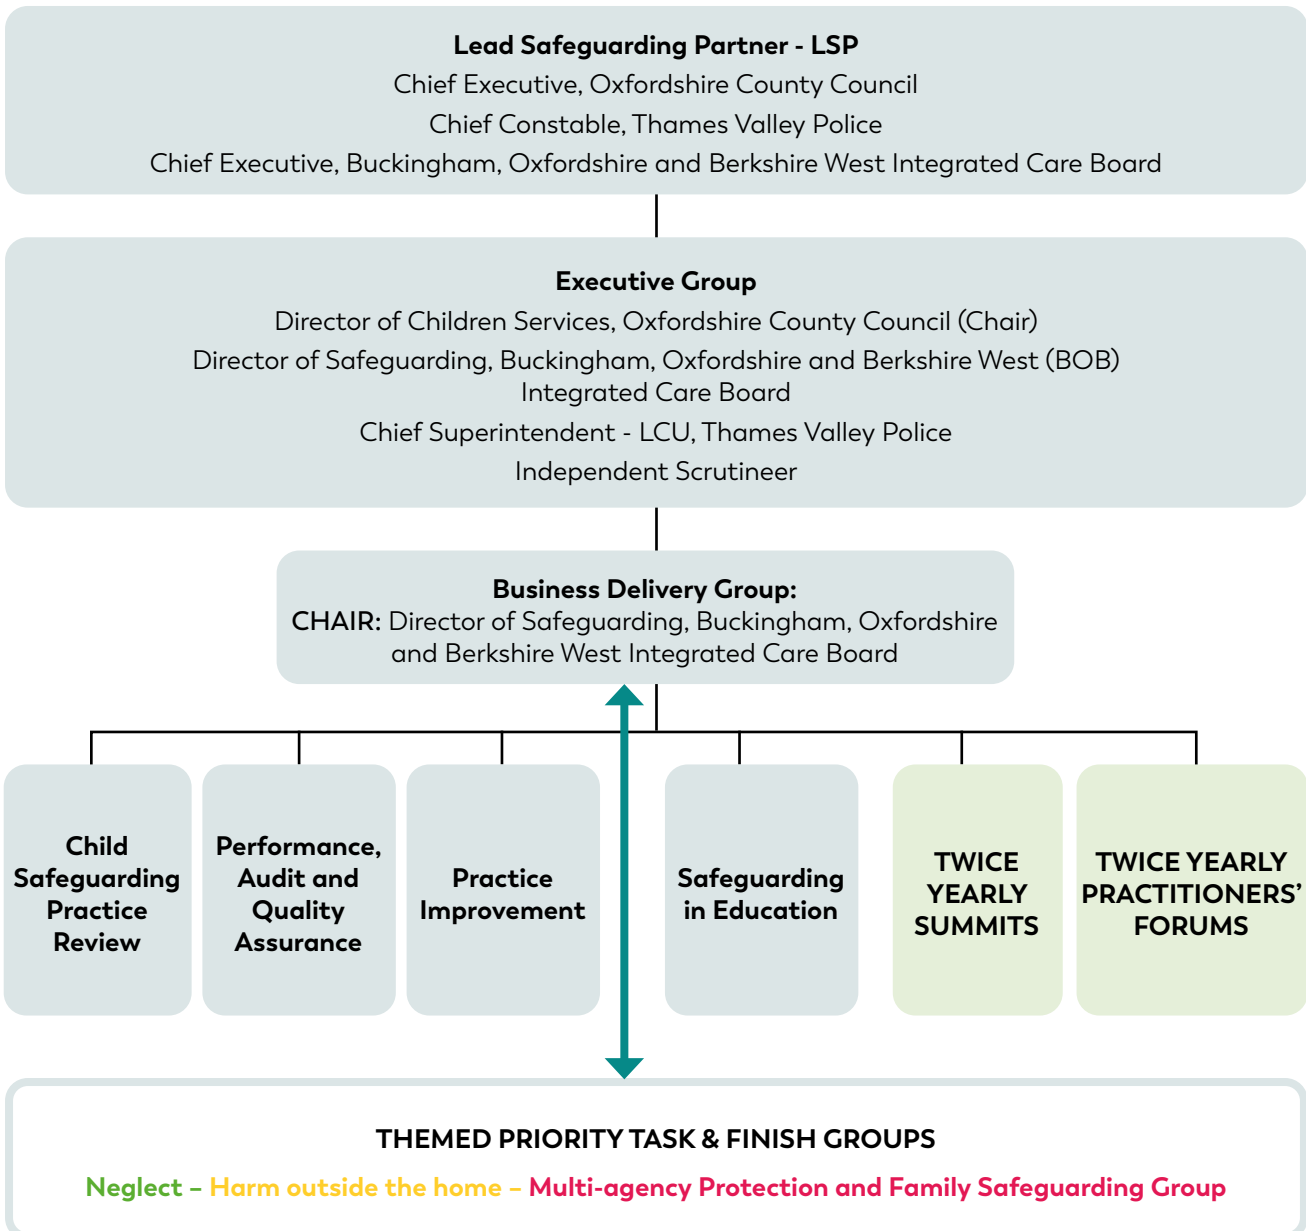 Lead Safeguarding Partner - LSP
Chief Executive, Oxfordshire County Council
Chief Constable, Thames Valley Police
Chief Executive, Buckingham, Oxfordshire and Berkshire West Integrated Care Board
Executive Group
Director of Children Services, Oxfordshire County Council (Chair)
Director of Safeguarding, Buckingham, Oxfordshire and Berkshire West (BOB)
Integrated Care Board
Chief Superintendent - LCU, Thames Valley Police
Independent Scrutineer
Business Delivery Group:
CHAIR: Director of Safeguarding, Buckingham, Oxfordshire
and Berkshire West Integrated Care Board
Child
Safeguarding
Practice
Review
Performance,
Audit and
Quality
Assurance
Practice
Improvement
Safeguarding
in Education
TWICE
YEARLY
SUMMITS
TWICE YEARLY
PRACTITIONERS’
FORUMS
THEMED PRIORITY TASK & FINISH GROUPS
Neglect – Harm outside the home – Multi-agency Protection and Family Safeguarding Group